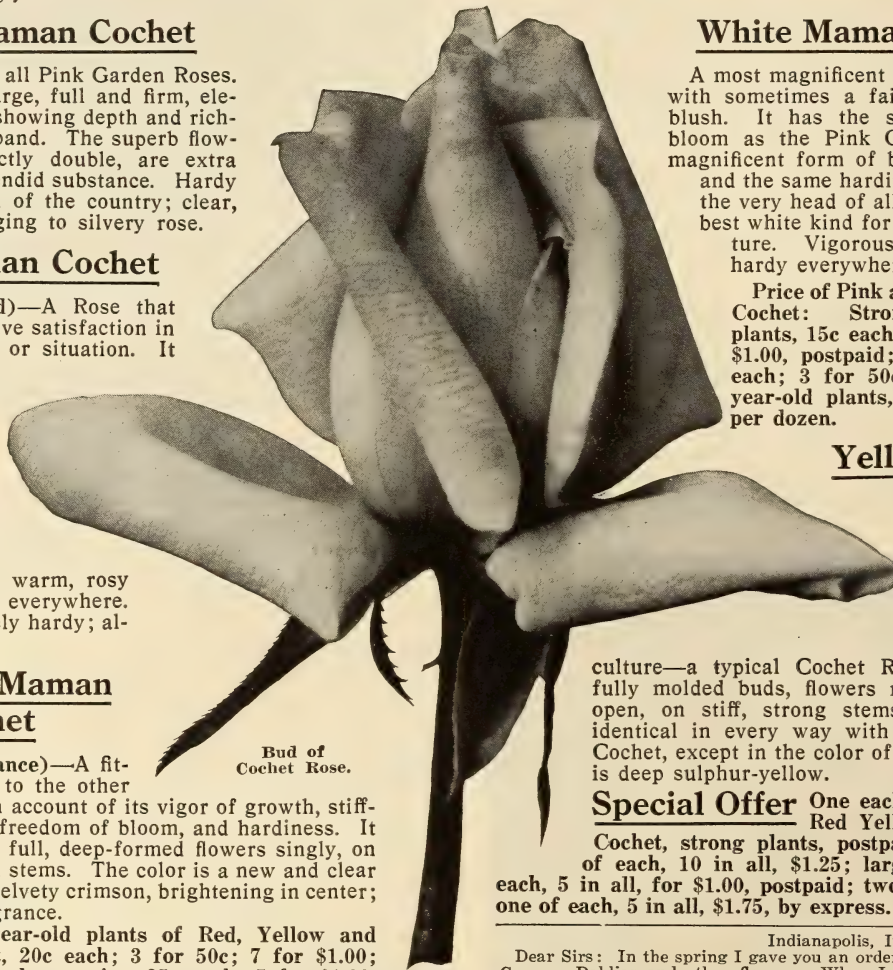 aman Cochet
all Pink Garden Roses.
arge, full and firm, ele-
showing depth and rich-
band. The superb flow-
ctly double, are extra
ndid substance. Hardy
of the country; clear,
ging to silvery rose.
an Cochet
d)—A Rose that
ve satisfaction in
or situation. It
warm, rosy
everywhere.
ly hardy; al-
Maman
het
ance)—A fit-
to the other
account of its vigor of growth, stiff-
freedom of bloom, and hardiness. It
full, deep-formed flowers singly, on
stems. The color is a new and clear
elvety crimson, brightening in center;
grance.
ear-old plants of Red, Yellow and
, 20c each; 3 for 50c; 7 for $1.00;
Bud of
Cochet Rose.
White Mama
A most magnificent
with sometimes a fai
blush. It has the s
bloom as the Pink C
magnificent form of b
and the same hardi
the very head of all
best white kind for
ture. Vigorous
hardy everywhe
Price of Pink a
Cochet: Stron
plants, 15c each
$1.00, postpaid;
each; 3 for 50c
year-old plants,
per dozen.
Yell
culture—a typical Cochet R
fully molded buds, flowers
open, on stiff, strong stems
identical in every way with
Cochet, except in the color of
is deep sulphur-yellow.
Special Offer One eac
Red Yel
Cochet, strong plants, postpa
of each, 10 in all, $1.25; larg
each, 5 in all, for $1.00, postpaid; tw
one of each, 5 in all, $1.75, by express.
Indianapolis, I
Dear Sirs: In the spring I gave you an orde